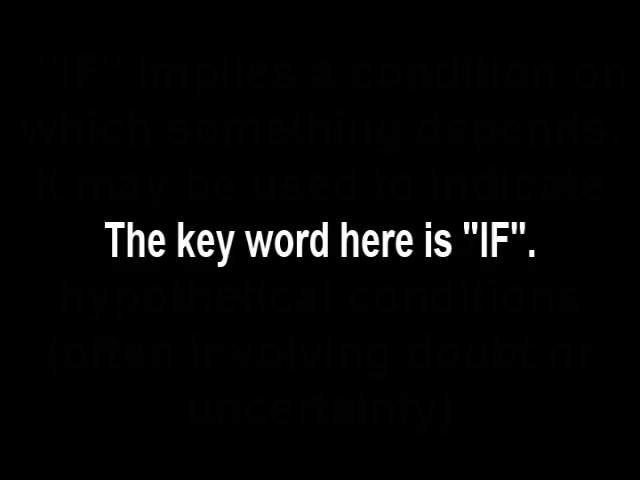 "IF" implies a condition on
which something depends.
It may be used to indicate
The key word here is "IF".
hypothetical conditions
(often involving doubt or
uncertainty)